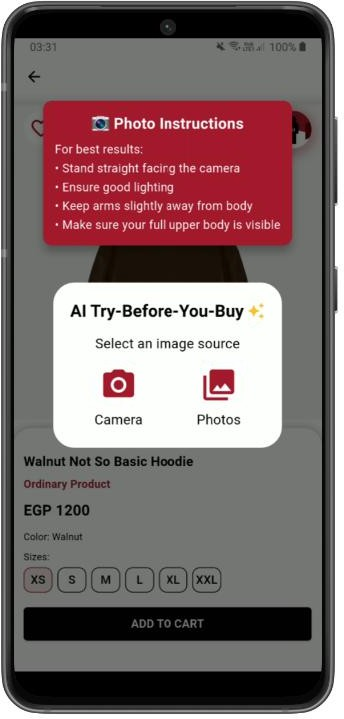 03:31
100%
Photo Instructions
For best results:
• Stand straight facing the camera
• Ensure good lighting
• Keep arms slightly away from body
• Make sure your full upper body is visible
AI Try-Before-You-Buy
Select an image source
Camera Photos
Walnut Not So Basic Hoodie
Ordinary Product
EGP 1200
Color: Walnut
Sizes:
XS S M L XL XXL
ADD TO CART